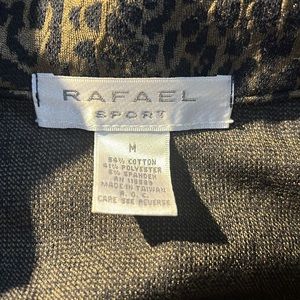 RAFAEL
SPORT
M
54% COTTON
41% POLYESTER
5% SPANDEX
MADE IN TAIWAN
R. O. C.
CARE SEE REVERSE